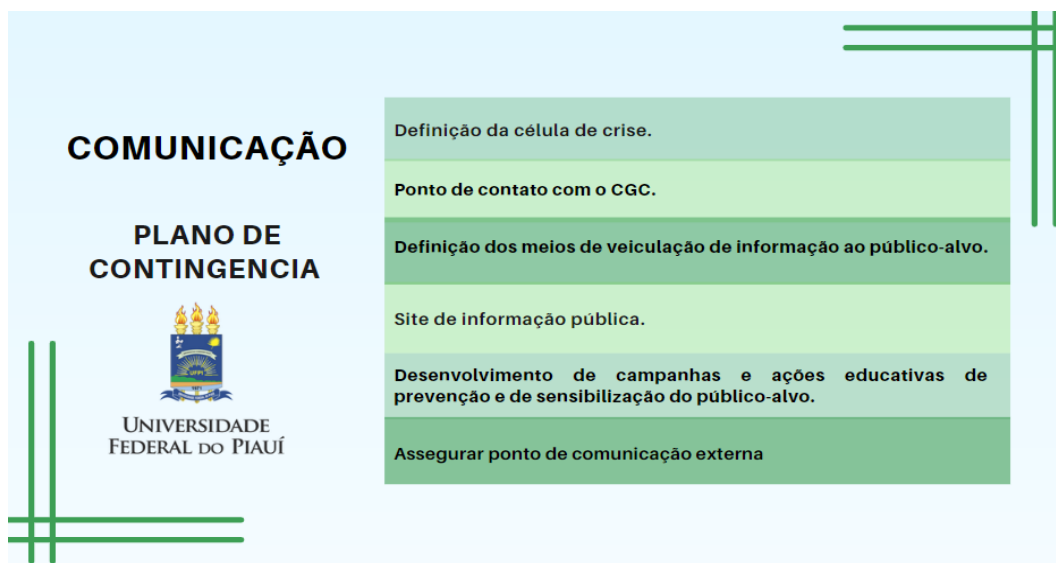 COMUNICAÇÃO
PLANO DE
CONTINGENCIA
UNIVERSIDADE
FEDERAL DO PIAUÍ
Definição da célula de crise.
Ponto de contato com o CGC.
Definição dos meios de veiculação de informação ao público-alvo.
Site de informação pública.
Desenvolvimento de campanhas e ações educativas de
prevenção e de sensibilização do público-alvo.
Assegurar ponto de comunicação externa